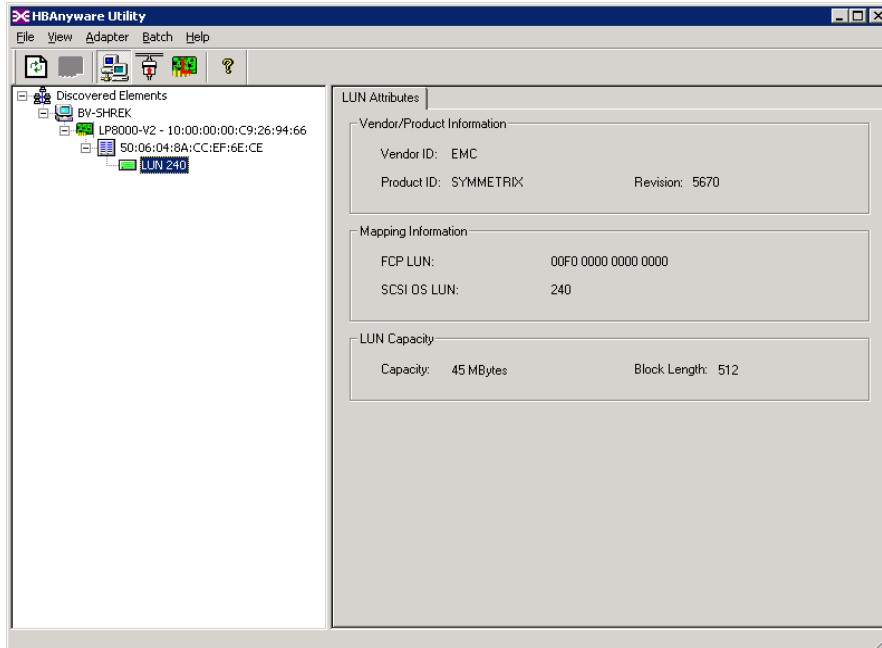 HBAnyware Utility
File View Adapter Batch Help
Discovered Elements
BV-SHREK
LP8000-V2 - 10:00:00:00:C9:26:94:66
50:06:04:8A:CC:EF:6E:CE
LUN 240
LUN Attributes
Vendor/Product Information
Vendor ID: EMC
Product ID: SYMMETRIX Revision: 5670
Mapping Information
FCP LUN: 00F0 0000 0000 0000
SCSI OS LUN: 240
LUN Capacity
Capacity: 45 MBytes Block Length: 512